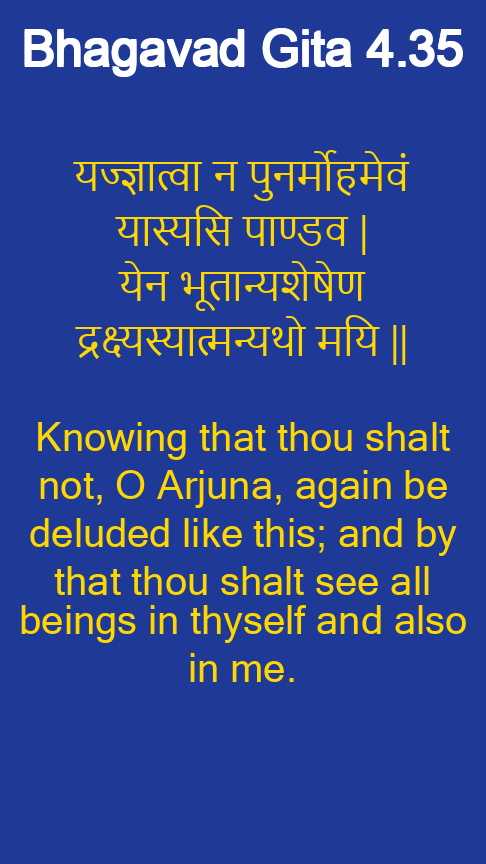 Bhagavad Gita 4.35
यज्ज्ञात्वा न पुनर्मोहमेवं
यास्यसि पाण्डव |
येन भूतान्यशेषेण
द्रक्ष्यस्यात्मन्यथो मयि ||
Knowing that thou shalt
not, O Arjuna, again be
deluded like this; and by
that thou shalt see all
beings in thyself and also
in me.